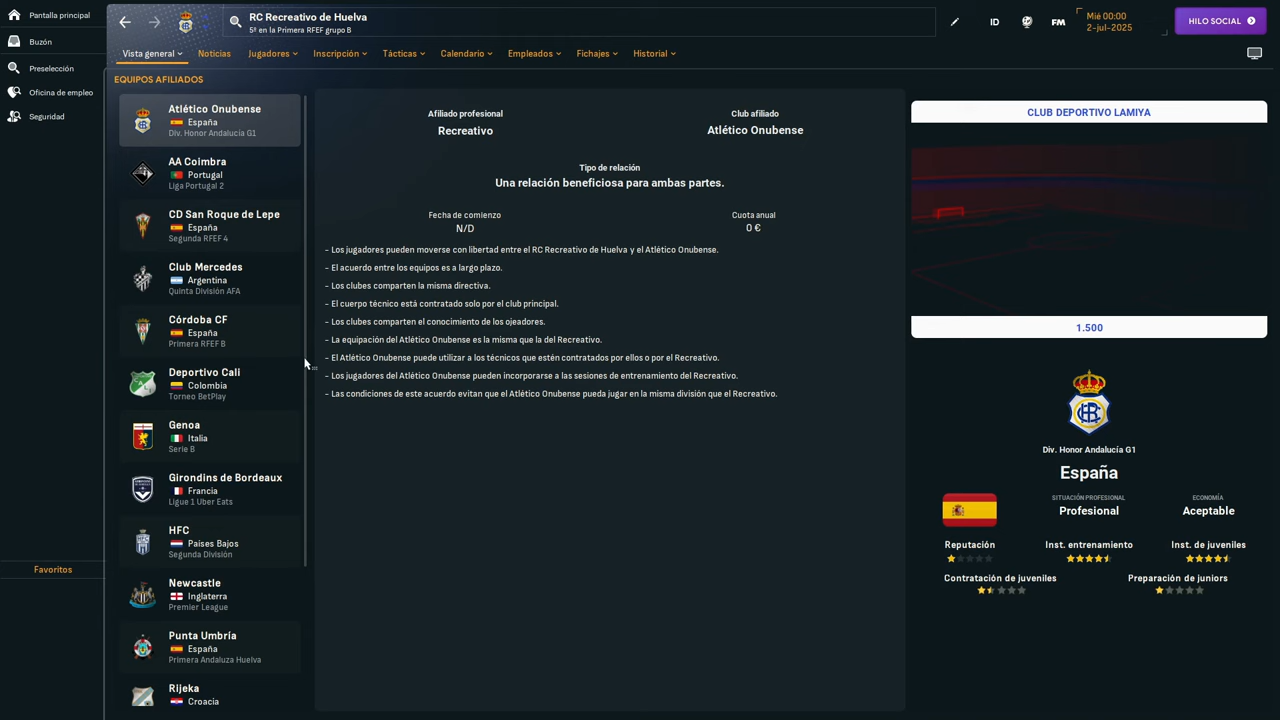 Pantalla principal
Buzón
Preselección
Oficina de empleo
Seguridad
Favoritos
RC Recreativo de Huelva
5º en la Primera RFEF grupo B
ID
FM
Mié 00:00
2-jul-2025
HILO SOCIAL
Vista general
Noticias
Jugadores
Inscripción
Tácticas
Calendario
Empleados
Fichajes
Historial
EQUIPOS AFILIADOS
Atlético Onubense
España
Div. Honor Andalucía G1
AA Coimbra
Portugal
Liga Portugal 2
CD San Roque de Lepe
España
Segunda RFEF 4
Club Mercedes
Argentina
Quinta División AFA
Córdoba CF
España
Primera RFEF B
Deportivo Cali
Colombia
Torneo BetPlay
Genoa
Italia
Serie B
Girondins de Bordeaux
Francia
Ligue 1 Uber Eats
HFC
Países Bajos
Segunda División
Newcastle
Inglaterra
Premier League
Punta Umbría
España
Primera Andaluza Huelva
Rijeka
Croacia
Afiliado profesional
Recreativo
Club afiliado
Atlético Onubense
Tipo de relación
Una relación beneficiosa para ambas partes.
Fecha de comienzo
N/D
Cuota anual
0 €
- Los jugadores pueden moverse con libertad entre el RC Recreativo de Huelva y el Atlético Onubense.
- El acuerdo entre los equipos es a largo plazo.
- Los clubes comparten la misma directiva.
- El cuerpo técnico está contratado solo por el club principal.
- Los clubes comparten el conocimiento de los ojeadores.
- La equipación del Atlético Onubense es la misma que la del Recreativo.
- El Atlético Onubense puede utilizar a los técnicos que estén contratados por ellos o por el Recreativo.
- Los jugadores del Atlético Onubense pueden incorporarse a las sesiones de entrenamiento del Recreativo.
- Las condiciones de este acuerdo evitan que el Atlético Onubense pueda jugar en la misma división que el Recreativo.
CLUB DEPORTIVO LAMIYA
1.500
Div. Honor Andalucía G1
España
SITUACIÓN PROFESIONAL
Profesional
ECONOMÍA
Aceptable
Reputación
Inst. entrenamiento
Inst. de juveniles
Contratación de juveniles
Preparación de juniors